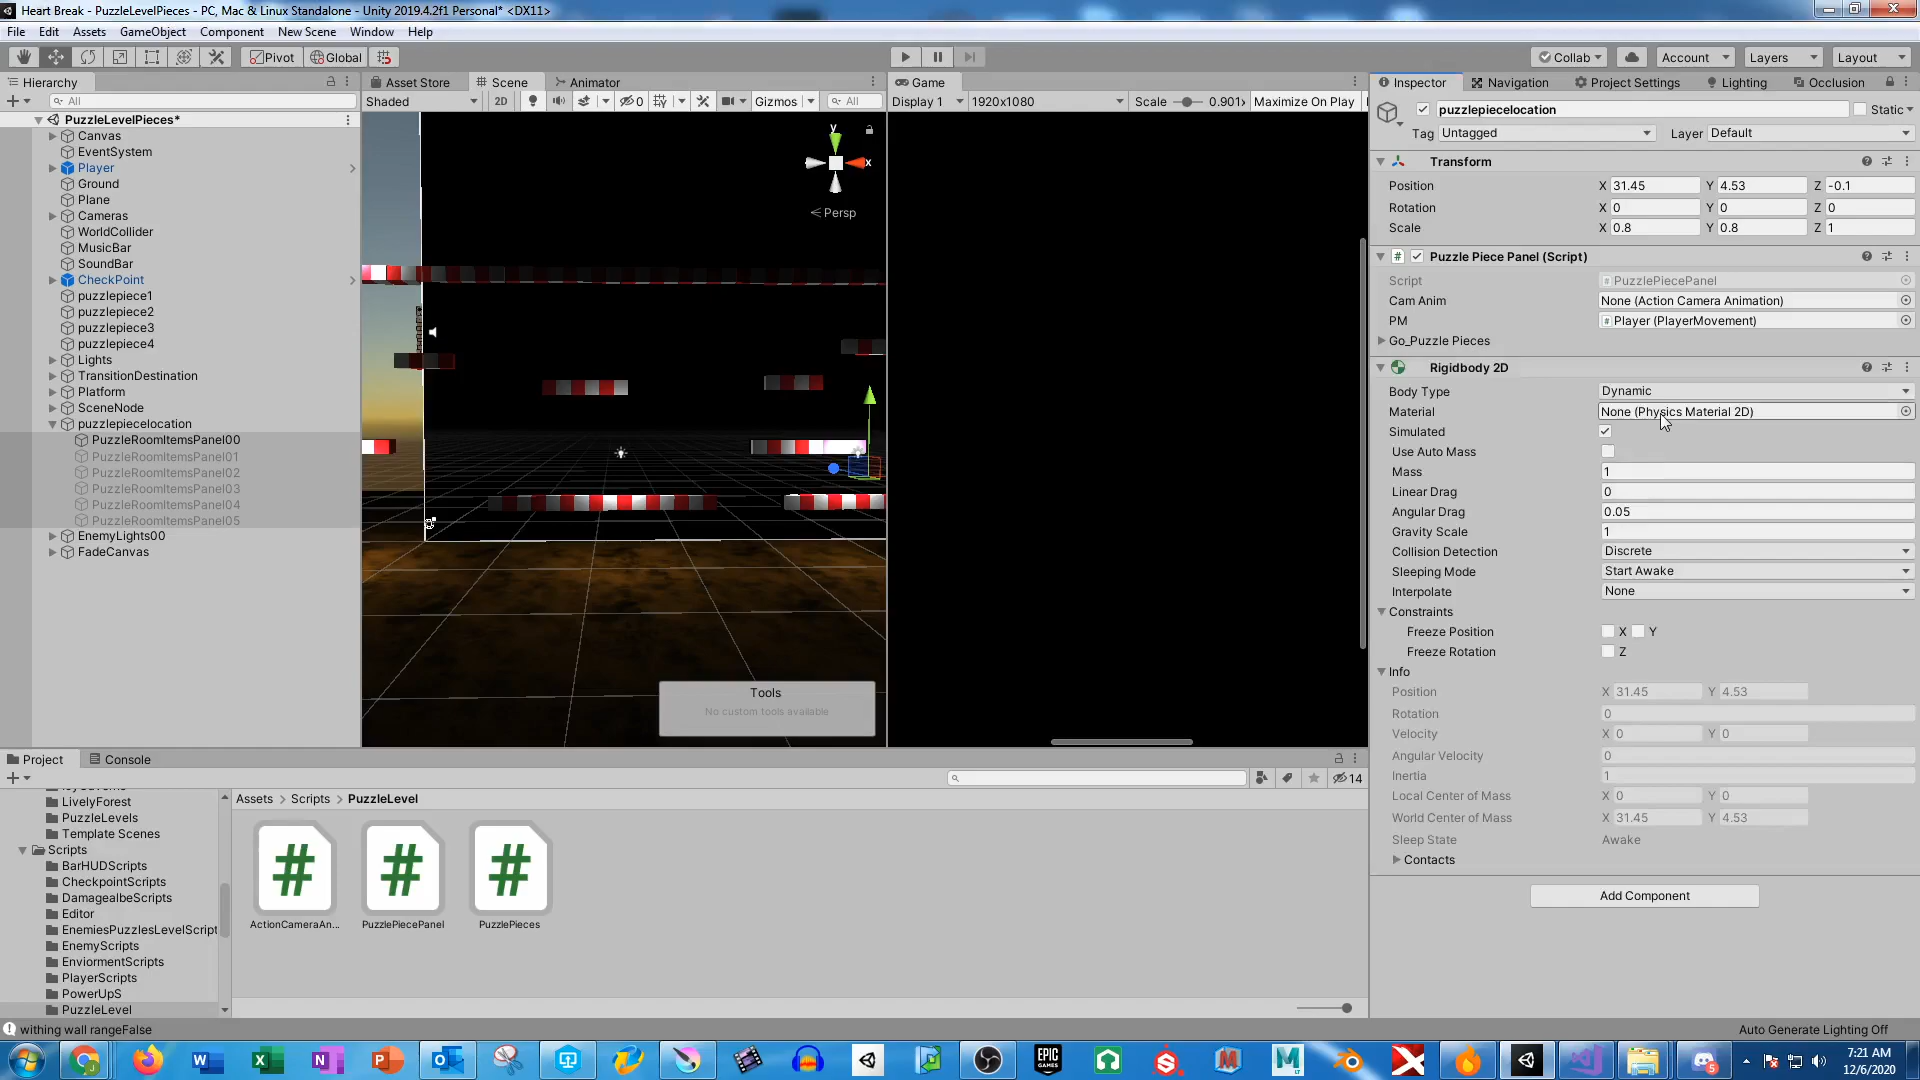 Heart Break - PuzzleLevelPieces - PC, Mac & Linux Standalone - Unity 2019.4.2f1 Personal* <DX11>
File Edit Assets GameObject Component New Scene Window Help
Pivot Global Collab Account Layers Layout
Hierarchy
All
PuzzleLevelPieces*
Canvas
EventSystem
Player
Ground
Plane
Cameras
WorldCollider
MusicBar
SoundBar
CheckPoint
puzzlepiece1
puzzlepiece2
puzzlepiece3
puzzlepiece4
Lights
TransitionDestination
Platform
SceneNode
puzzlepiecelocation
PuzzleRoomItemsPanel00
PuzzleRoomItemsPanel01
PuzzleRoomItemsPanel02
PuzzleRoomItemsPanel03
PuzzleRoomItemsPanel04
PuzzleRoomItemsPanel05
EnemyLights00
FadeCanvas
Asset Store Scene Animator
Shaded 2D 0 Gizmos All
y
x
< Persp
Tools
No custom tools available
Game
Display 1 1920x1080 Scale 0.901 Maximize On Play
Inspector Navigation Project Settings Lighting Occlusion
puzzlepiecelocation Static
Tag Untagged Layer Default
Transform
Position X 31.45 Y 4.53 Z -0.1
Rotation X 0 Y 0 Z 0
Scale X 0.8 Y 0.8 Z 1
# Puzzle Piece Panel (Script)
Script PuzzlePiecePanel
Cam Anim None (Action Camera Animation)
PM Player (PlayerMovement)
Go_Puzzle Pieces
Rigidbody 2D
Body Type Dynamic
Material None (Physics Material 2D)
Simulated
Use Auto Mass
Mass 1
Linear Drag 0
Angular Drag 0.05
Gravity Scale 1
Collision Detection Discrete
Sleeping Mode Start Awake
Interpolate None
Constraints
Freeze Position X Y
Freeze Rotation Z
Info
Position X 31.45 Y 4.53
Rotation 0
Velocity X 0 Y 0
Angular Velocity 0
Inertia 1
Local Center of Mass X 0 Y 0
World Center of Mass X 31.45 Y 4.53
Sleep State Awake
Contacts
Add Component
Project Console
14
LivelyForest
PuzzleLevels
Template Scenes
Scripts
BarHUDScripts
CheckpointScripts
DamagealbeScripts
Editor
EnemiesPuzzlesLevelScript
EnemyScripts
EnviormentScripts
PlayerScripts
PowerUpS
PuzzleLevel
Assets > Scripts > PuzzleLevel
# # #
ActionCameraAn... PuzzlePiecePanel PuzzlePieces
withing wall rangeFalse
Auto Generate Lighting Off
EPIC GAMES
5
7:21 AM
12/6/2020